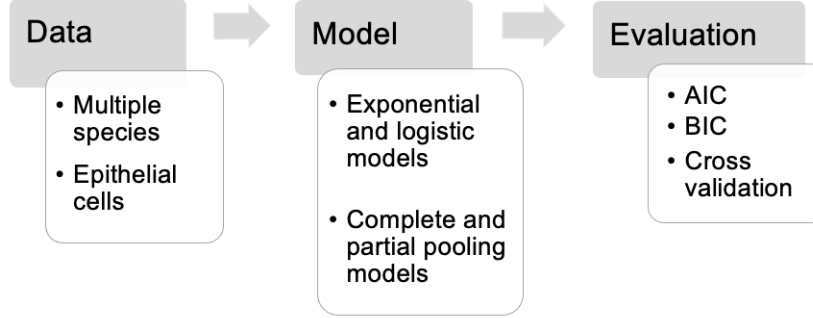 Data
• Multiple
species
• Epithelial
cells
Model
• Exponential
and logistic
models
• Complete and
partial pooling
models
Evaluation
• AIC
• BIC
• Cross
validation